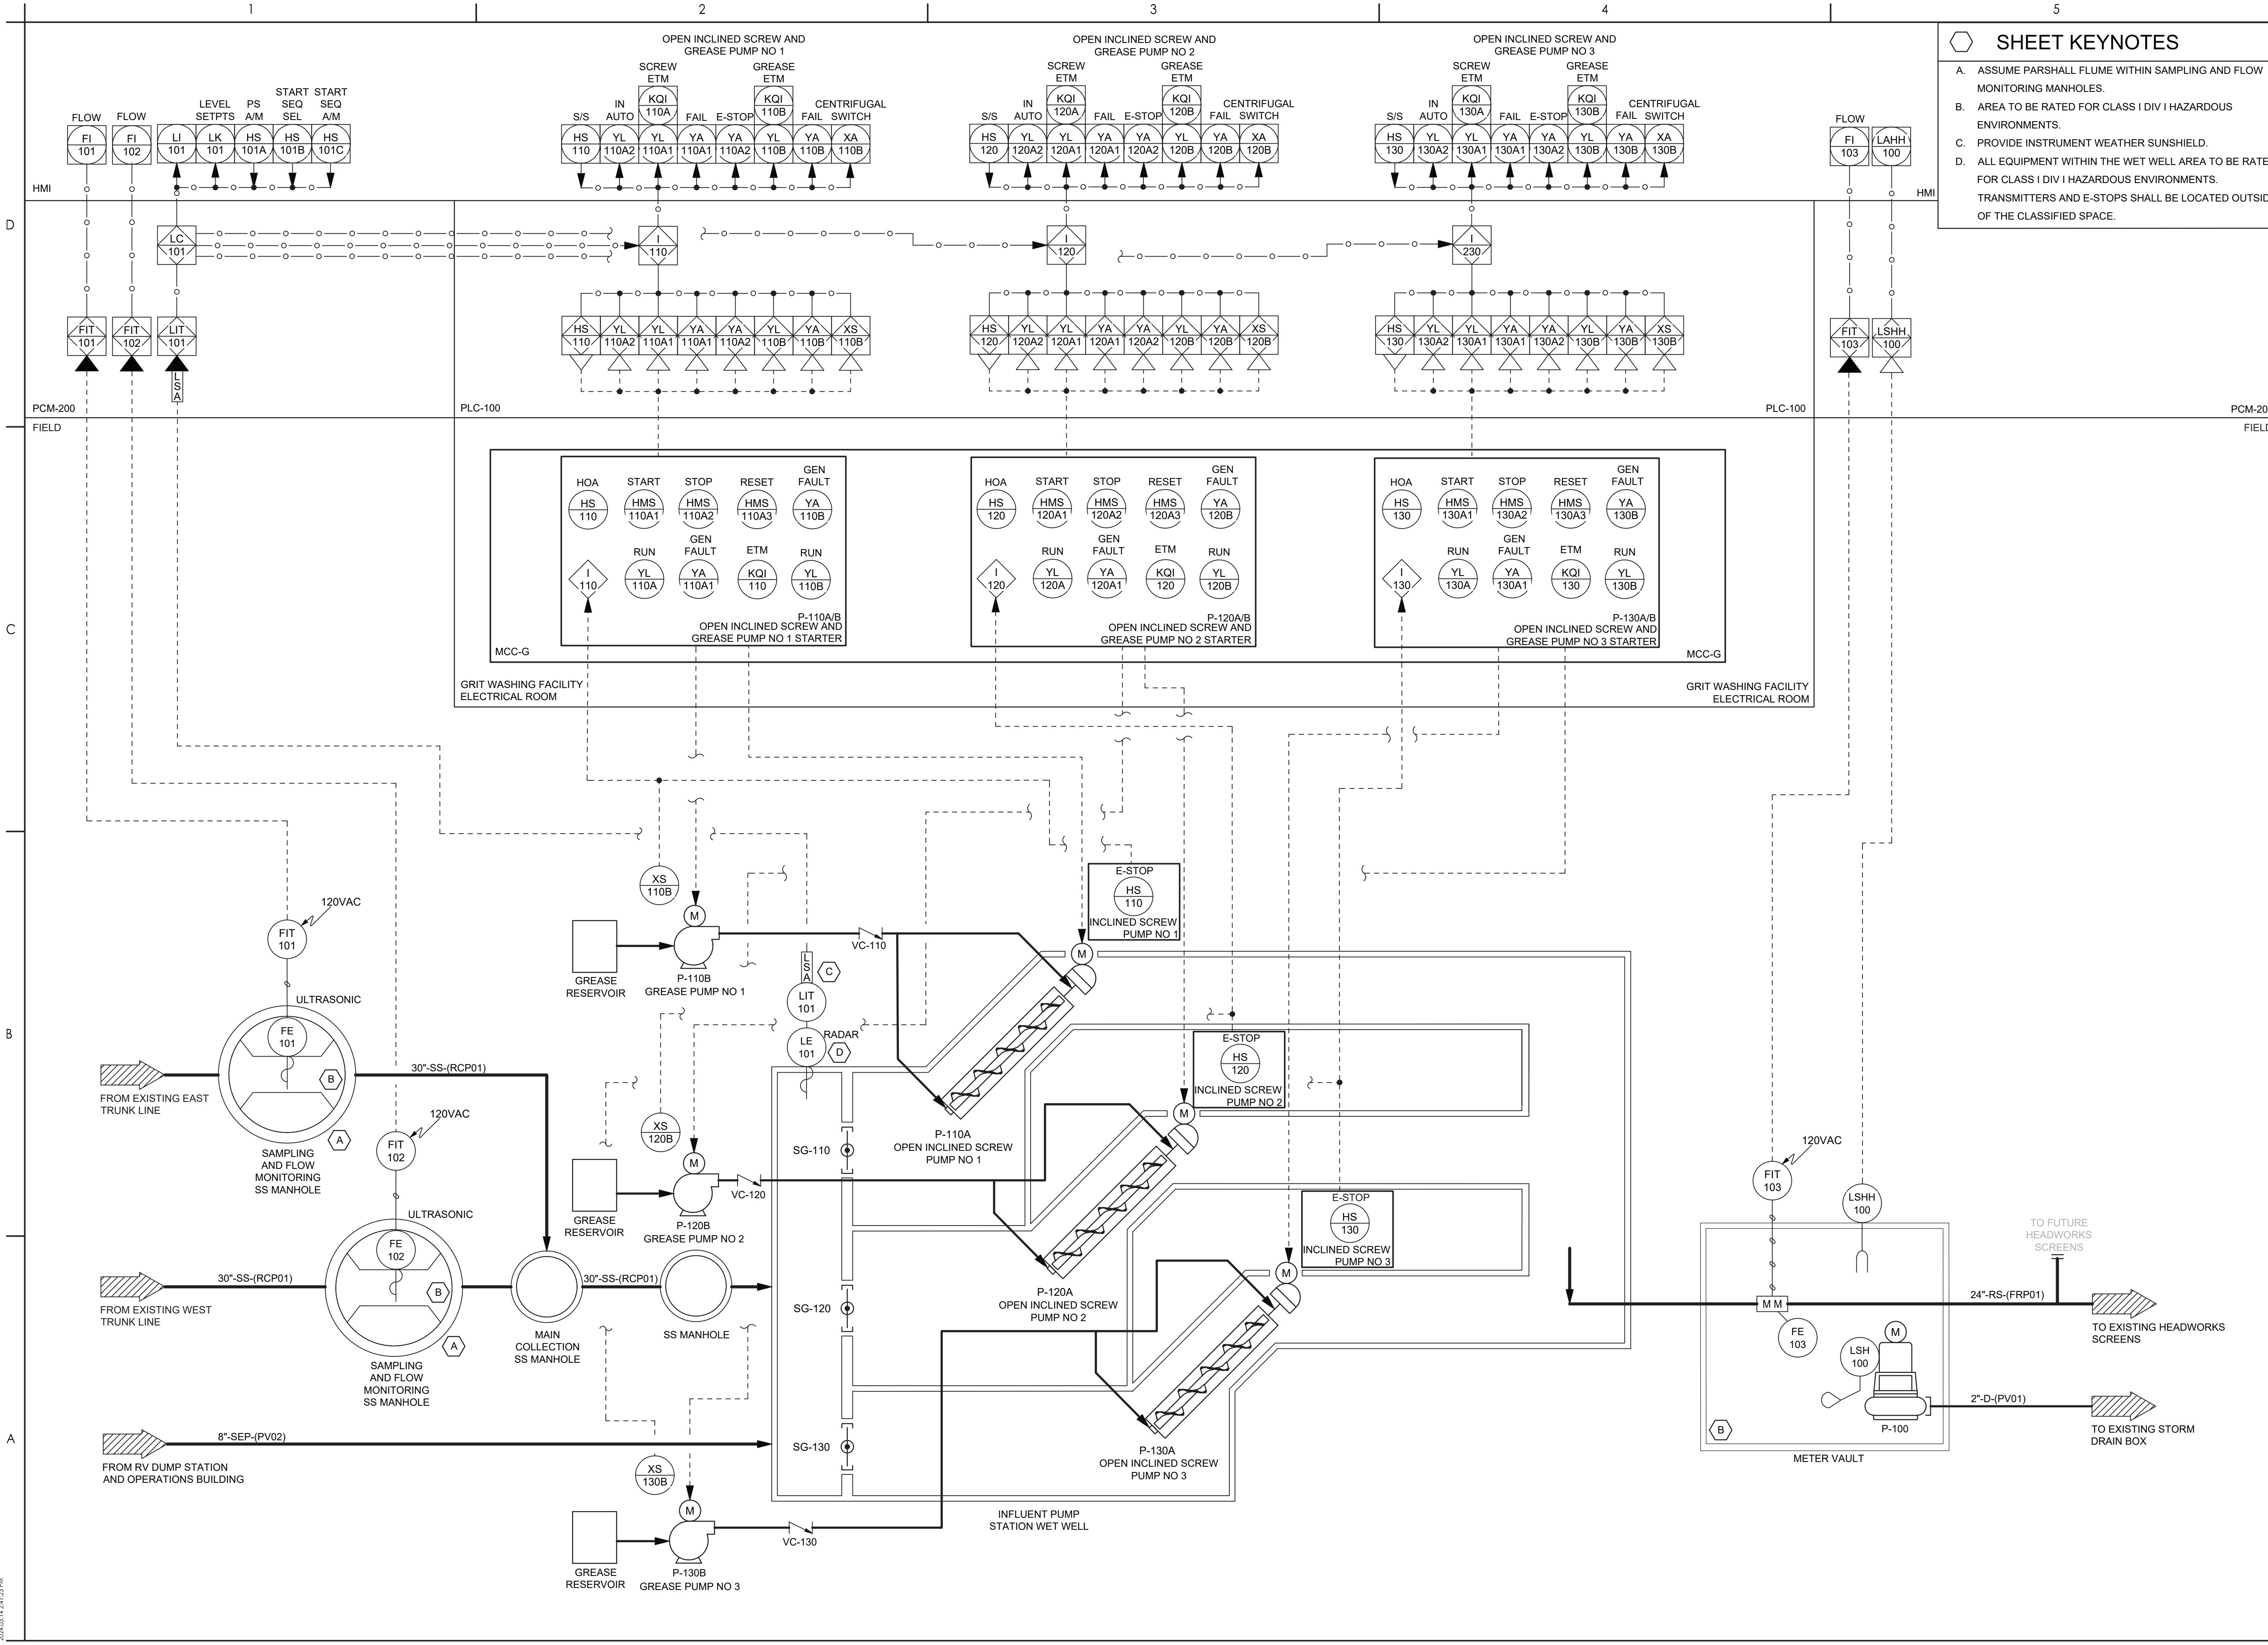 1
2
3
4
5
SHEET KEYNOTES
A. ASSUME PARSHALL FLUME WITHIN SAMPLING AND FLOW
MONITORING MANHOLES.
B. AREA TO BE RATED FOR CLASS I DIV I HAZARDOUS
ENVIRONMENTS.
C. PROVIDE INSTRUMENT WEATHER SUNSHIELD.
D. ALL EQUIPMENT WITHIN THE WET WELL AREA TO BE RATE
FOR CLASS I DIV I HAZARDOUS ENVIRONMENTS.
TRANSMITTERS AND E-STOPS SHALL BE LOCATED OUTSID
OF THE CLASSIFIED SPACE.
FLOW
FI
101
FLOW
FI
102
LI
101
LEVEL
SETPTS
LK
101
PS
A/M
HS
101A
START
SEQ
SEL
HS
101B
START
SEQ
A/M
HS
101C
OPEN INCLINED SCREW AND
GREASE PUMP NO 1
S/S
HS
110
IN
AUTO
YL
110A2
SCREW
ETM
KQI
110A
YL
110A1
FAIL
YA
110A1
E-STOP
YA
110A2
GREASE
ETM
KQI
110B
YL
110B
FAIL
YA
110B
CENTRIFUGAL
SWITCH
XA
110B
OPEN INCLINED SCREW AND
GREASE PUMP NO 2
S/S
HS
120
IN
AUTO
YL
120A2
SCREW
ETM
KQI
120A
YL
120A1
FAIL
YA
120A1
E-STOP
YA
120A2
GREASE
ETM
KQI
120B
YL
120B
FAIL
YA
120B
CENTRIFUGAL
SWITCH
XA
120B
OPEN INCLINED SCREW AND
GREASE PUMP NO 3
S/S
HS
130
IN
AUTO
YL
130A2
SCREW
ETM
KQI
130A
YL
130A1
FAIL
YA
130A1
E-STOP
YA
130A2
GREASE
ETM
KQI
130B
YL
130B
FAIL
YA
130B
CENTRIFUGAL
SWITCH
XA
130B
FLOW
FI
103
LAHH
100
HMI
HMI
D
LC
101
I
110
I
120
I
230
FIT
101
FIT
102
LIT
101
LSA
HS
110
YL
110A2
YL
110A1
YA
110A1
YA
110A2
YL
110B
YA
110B
XS
110B
HS
120
YL
120A2
YL
120A1
YA
120A1
YA
120A2
YL
120B
YA
120B
XS
120B
HS
130
YL
130A2
YL
130A1
YA
130A1
YA
130A2
YL
130B
YA
130B
XS
130B
FIT
103
LSHH
100
PCM-200
PLC-100
PLC-100
PCM-20
FIELD
FIELD
HOA
HS
110
START
HMS
110A1
STOP
HMS
110A2
RESET
HMS
110A3
GEN
FAULT
YA
110B
I
110
RUN
YL
110A
GEN
FAULT
YA
110A1
ETM
KQI
110
RUN
YL
110B
P-110A/B
OPEN INCLINED SCREW AND
GREASE PUMP NO 1 STARTER
HOA
HS
120
START
HMS
120A1
STOP
HMS
120A2
RESET
HMS
120A3
GEN
FAULT
YA
120B
I
120
RUN
YL
120A
GEN
FAULT
YA
120A1
ETM
KQI
120
RUN
YL
120B
P-120A/B
OPEN INCLINED SCREW AND
GREASE PUMP NO 2 STARTER
HOA
HS
130
START
HMS
130A1
STOP
HMS
130A2
RESET
HMS
130A3
GEN
FAULT
YA
130B
I
130
RUN
YL
130A
GEN
FAULT
YA
130A1
ETM
KQI
130
RUN
YL
130B
P-130A/B
OPEN INCLINED SCREW AND
GREASE PUMP NO 3 STARTER
C
MCC-G
MCC-G
GRIT WASHING FACILITY
ELECTRICAL ROOM
GRIT WASHING FACILITY
ELECTRICAL ROOM
XS
110B
E-STOP
HS
110
INCLINED SCREW
PUMP NO 1
120VAC
FIT
101
M
GREASE
RESERVOIR
P-110B
GREASE PUMP NO 1
VC-110
LSA
C
LIT
101
RADAR
LE
101
D
M
ULTRASONIC
FE
101
B
A
B
30"-SS-(RCP01)
FROM EXISTING EAST
TRUNK LINE
SAMPLING
AND FLOW
MONITORING
SS MANHOLE
120VAC
FIT
102
XS
120B
M
GREASE
RESERVOIR
P-120B
GREASE PUMP NO 2
VC-120
SG-110
P-110A
OPEN INCLINED SCREW
PUMP NO 1
E-STOP
HS
120
INCLINED SCREW
PUMP NO 2
M
E-STOP
HS
130
INCLINED SCREW
PUMP NO 3
M
120VAC
FIT
103
LSHH
100
TO FUTURE
HEADWORKS
SCREENS
ULTRASONIC
FE
102
B
A
30"-SS-(RCP01)
30"-SS-(RCP01)
FROM EXISTING WEST
TRUNK LINE
SAMPLING
AND FLOW
MONITORING
SS MANHOLE
MAIN
COLLECTION
SS MANHOLE
SS MANHOLE
SG-120
P-120A
OPEN INCLINED SCREW
PUMP NO 2
M M
FE
103
24"-RS-(FRP01)
TO EXISTING HEADWORKS
SCREENS
LSH
100
M
P-100
2"-D-(PV01)
TO EXISTING STORM
DRAIN BOX
B
METER VAULT
A
8"-SEP-(PV02)
FROM RV DUMP STATION
AND OPERATIONS BUILDING
SG-130
P-130A
OPEN INCLINED SCREW
PUMP NO 3
XS
130B
M
GREASE
RESERVOIR
P-130B
GREASE PUMP NO 3
VC-130
INFLUENT PUMP
STATION WET WELL